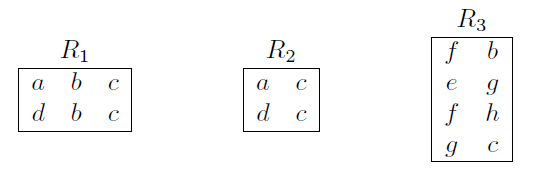 R₁
a b c
d b c
R₂
a c
d c
R₃
f b
e g
f h
g c